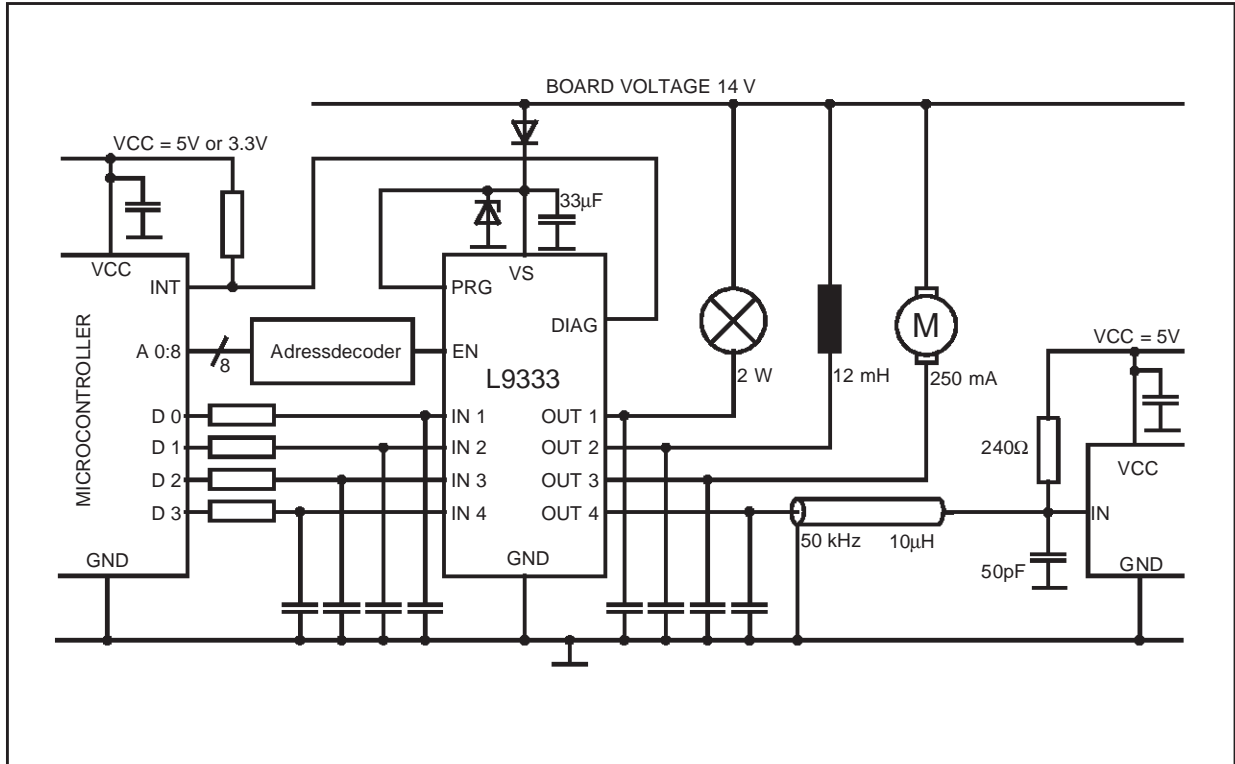 BOARD VOLTAGE 14 V
VCC = 5V or 3.3V
33µF
VCC
VS
INT
PRG
DIAG
M
MICROCONTROLLER
A 0:8
8
Adressdecoder
EN
L9333
2 W
12 mH
250 mA
VCC = 5V
D 0
IN 1
OUT 1
D 1
IN 2
OUT 2
240Ω
VCC
D 2
IN 3
OUT 3
D 3
IN 4
OUT 4
IN
50 kHz
10µH
GND
GND
50pF
GND